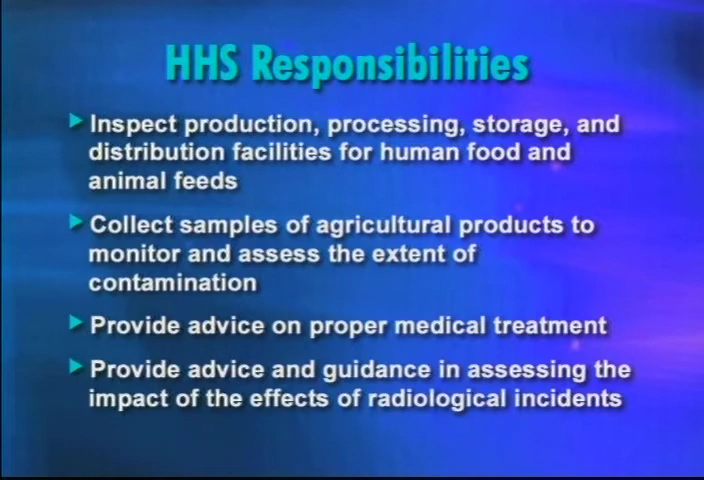 HHS Responsibilities
Inspect production, processing, storage, and
distribution facilities for human food and
animal feeds
Collect samples of agricultural products to
monitor and assess the extent of
contamination
Provide advice on proper medical treatment
Provide advice and guidance in assessing the
impact of the effects of radiological incidents